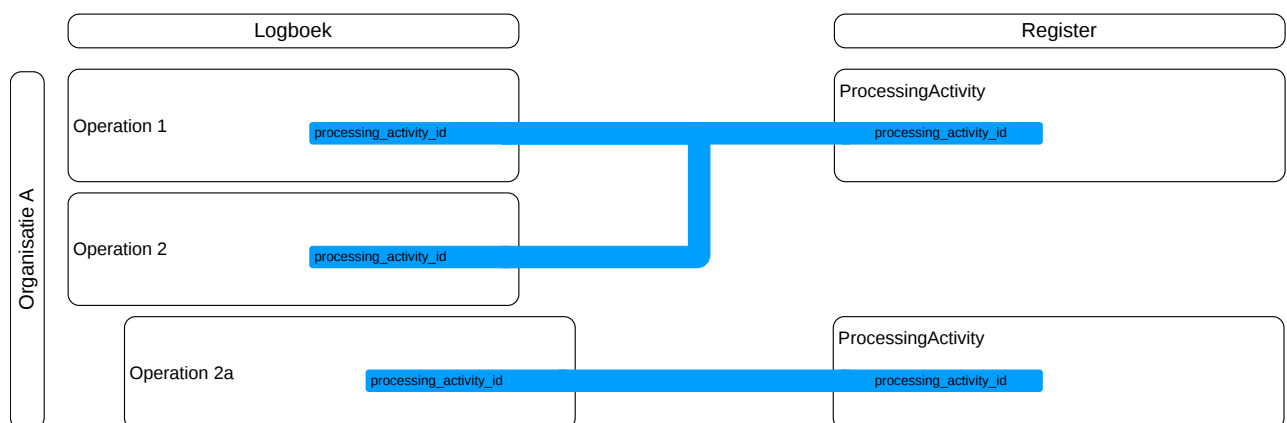 Logboek
Register
Organisatie A
ProcessingActivity
Operation 1
processing_activity_id
processing_activity_id
Operation 2
processing_activity_id
ProcessingActivity
Operation 2a
processing_activity_id
processing_activity_id